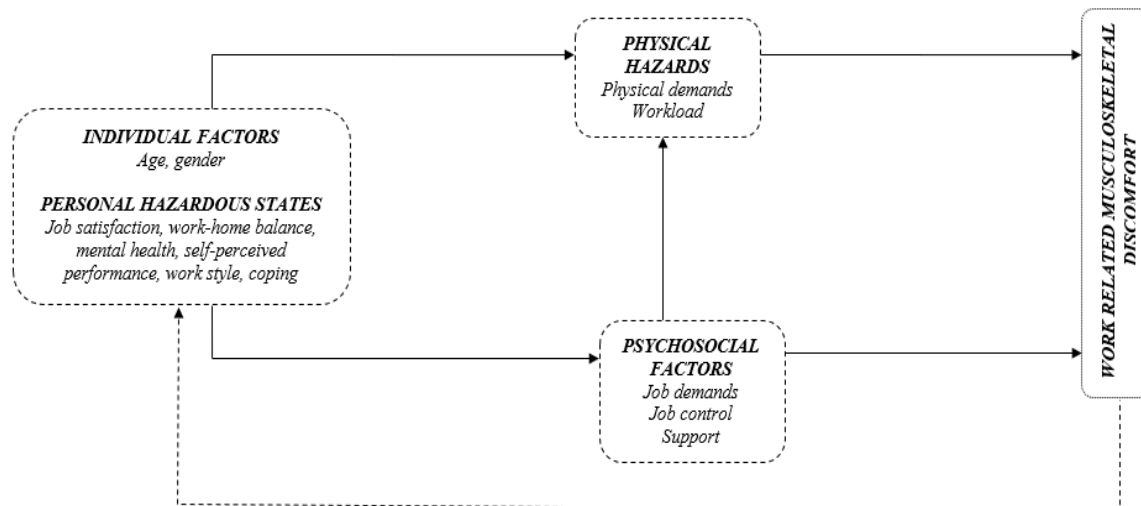 INDIVIDUAL FACTORS
Age, gender
PERSONAL HAZARDOUS STATES
Job satisfaction, work-home balance,
mental health, self-perceived
performance, work style, coping
PHYSICAL
HAZARDS
Physical demands
Workload
PSYCHOSOCIAL
FACTORS
Job demands
Job control
Support
WORK RELATED MUSCULOSKELETAL
DISCOMFORT